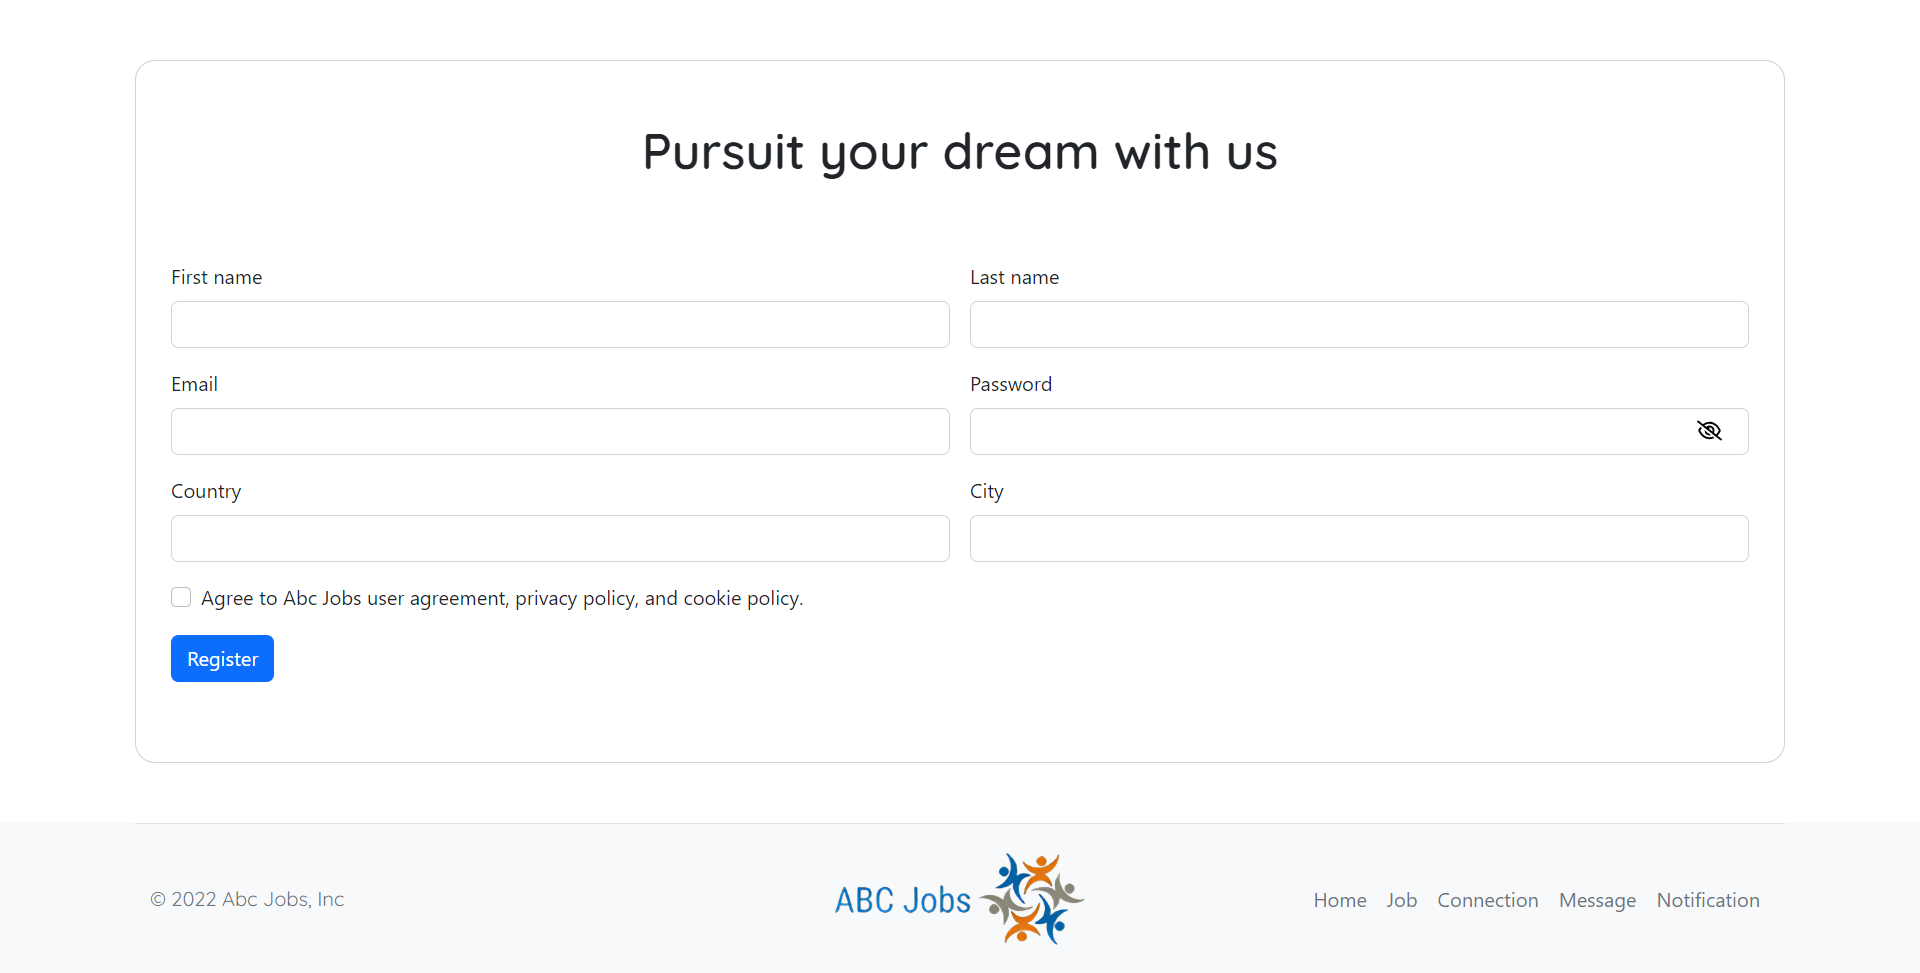 Pursuit your dream with us
First name
Last name
Email
Password
Country
City
Agree to Abc Jobs user agreement, privacy policy, and cookie policy.
Register
© 2022 Abc Jobs, Inc
ABC Jobs
Home Job Connection Message Notification